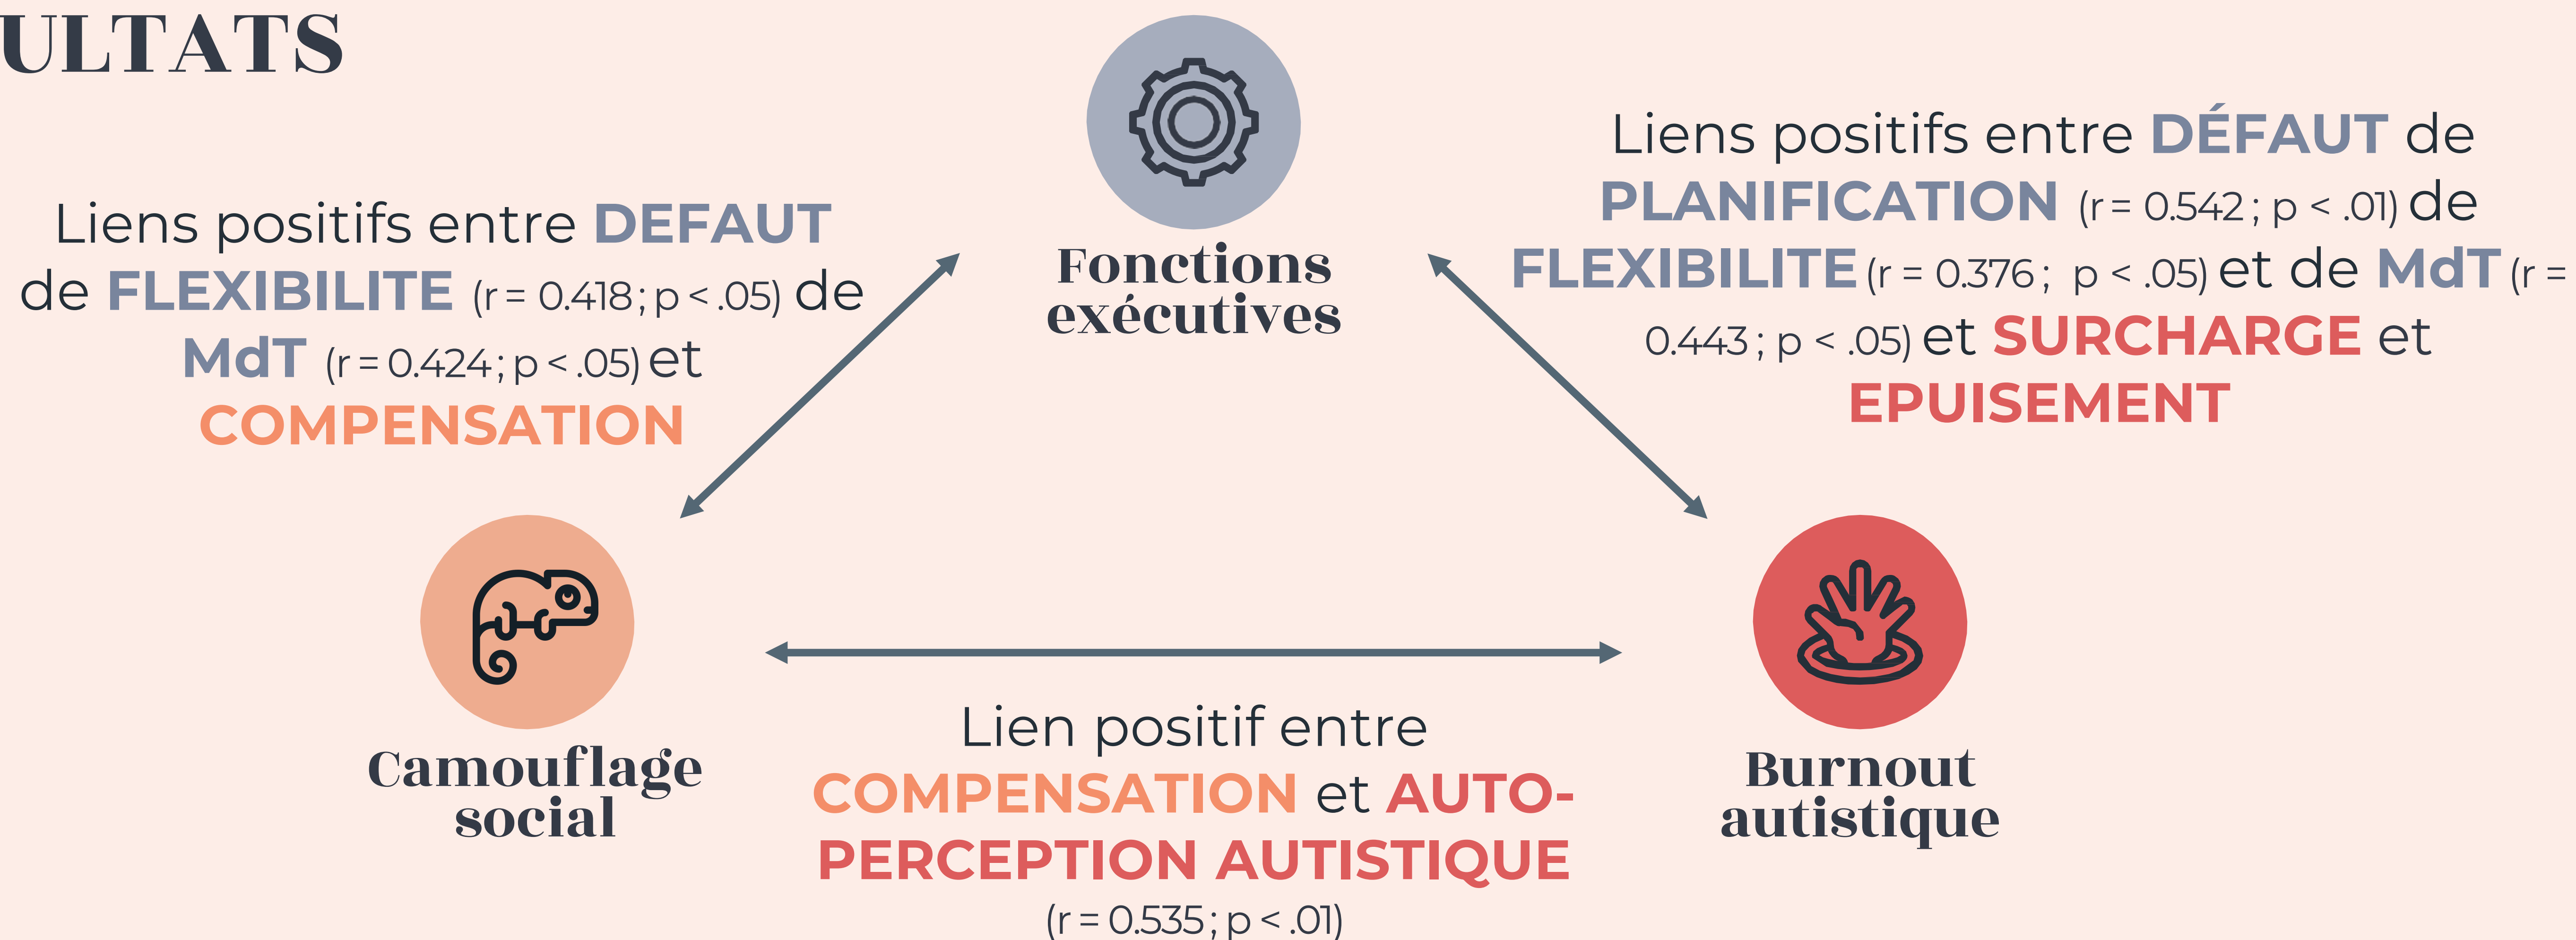 ULTATS
Fonctions
exécutives
Liens positifs entre DEFAUT
de FLEXIBILITE (r = 0.418 ; p < .05) de
MdT (r = 0.424 ; p < .05) et
COMPENSATION
Liens positifs entre DÉFAUT de
PLANIFICATION (r = 0.542 ; p < .01) de
FLEXIBILITE (r = 0.376 ; p < .05) et de MdT (r =
0.443 ; p < .05) et SURCHARGE et
EPUISEMENT
Camouflage
social
Lien positif entre
COMPENSATION et AUTO-
PERCEPTION AUTISTIQUE
(r = 0.535 ; p < .01)
Burnout
autistique